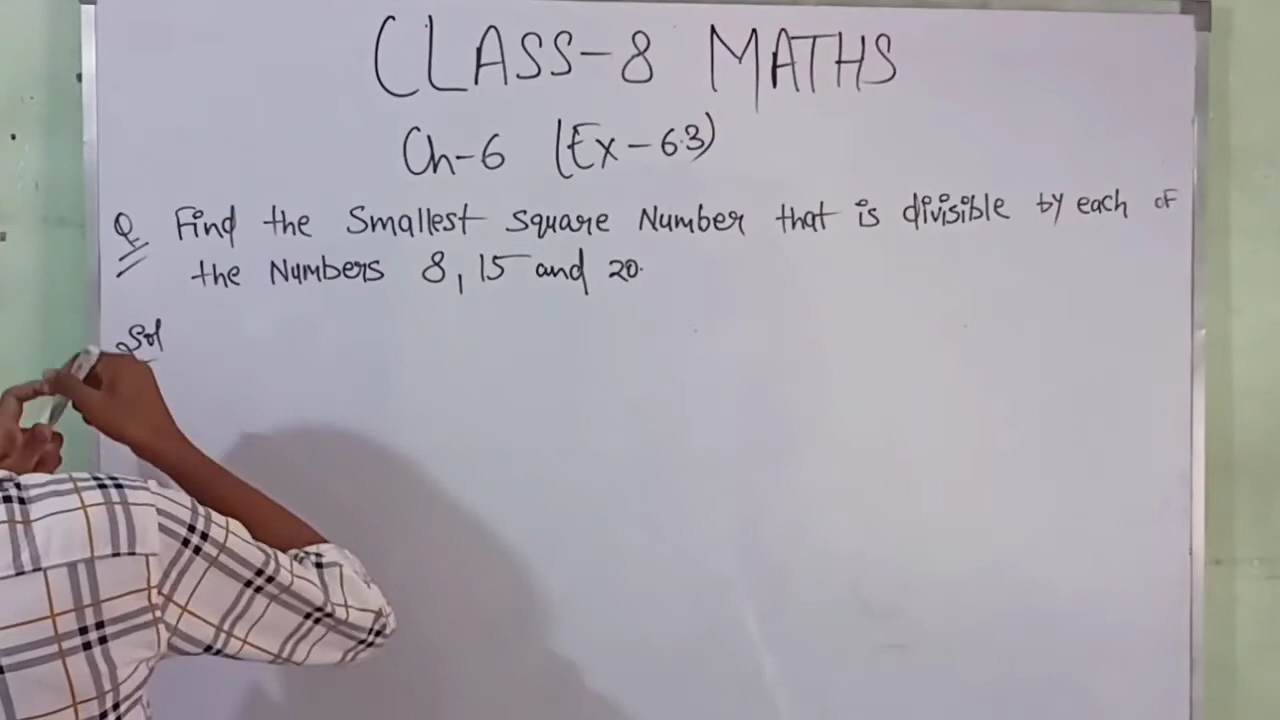 CLASS-8 MATHS
Ch-6 (Ex-6.3)
Q Find the Smallest Square Number that is divisible by each of
the Numbers 8, 15 and 20.
Sol